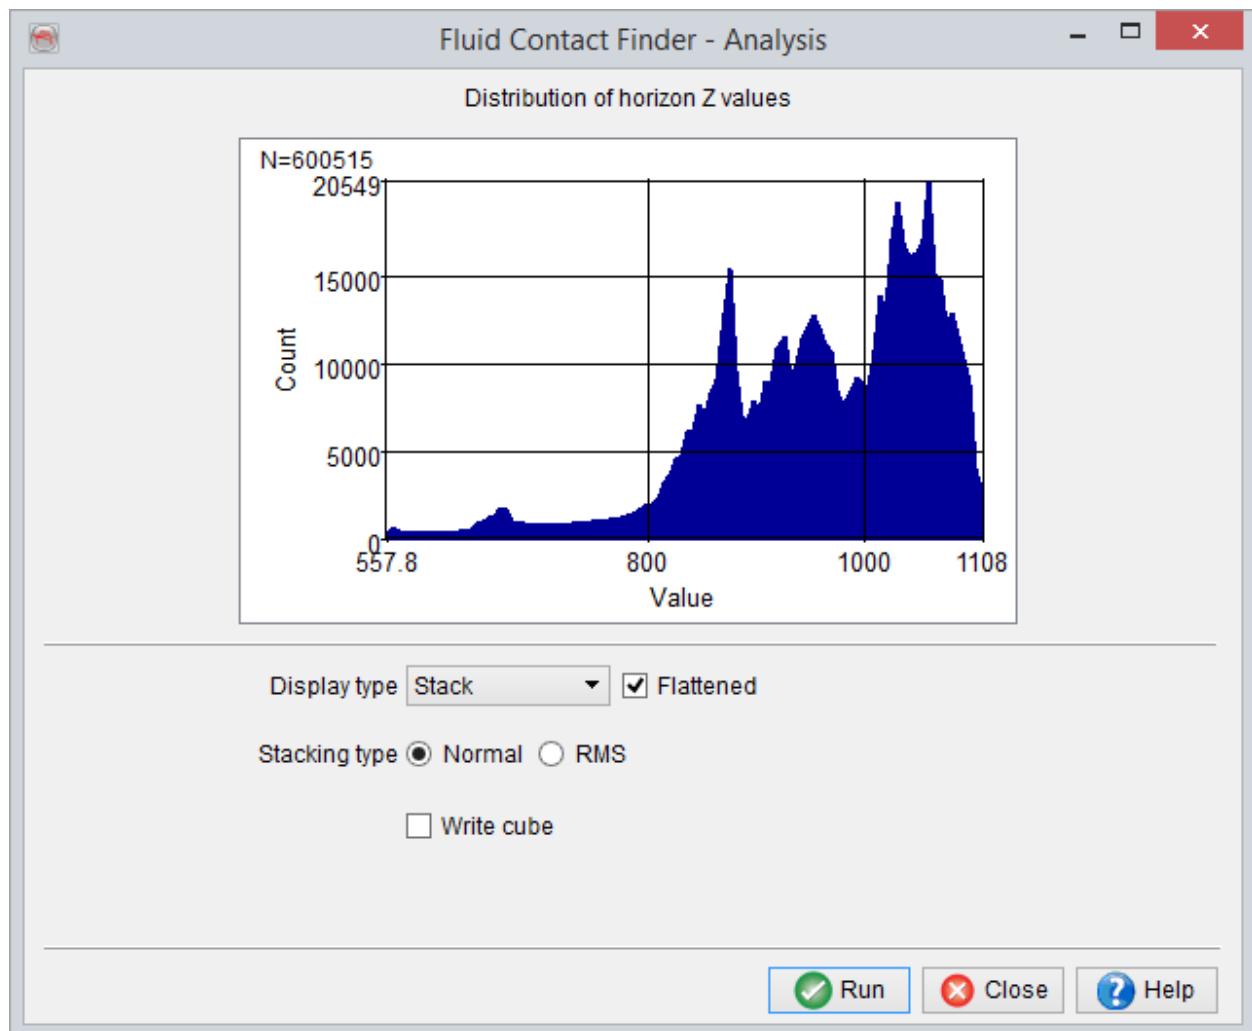 Fluid Contact Finder - Analysis
Distribution of horizon Z values
N=600515
20549
15000
10000
5000
0
Count
557.8 800 1000 1108
Value
Display type Stack Flattened
Stacking type Normal RMS
Write cube
Run Close Help